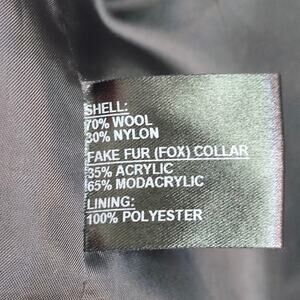 SHELL:
70% WOOL
30% NYLON
FAKE FUR (FOX) COLLAR
35% ACRYLIC
65% MODACRYLIC
LINING:
100% POLYESTER